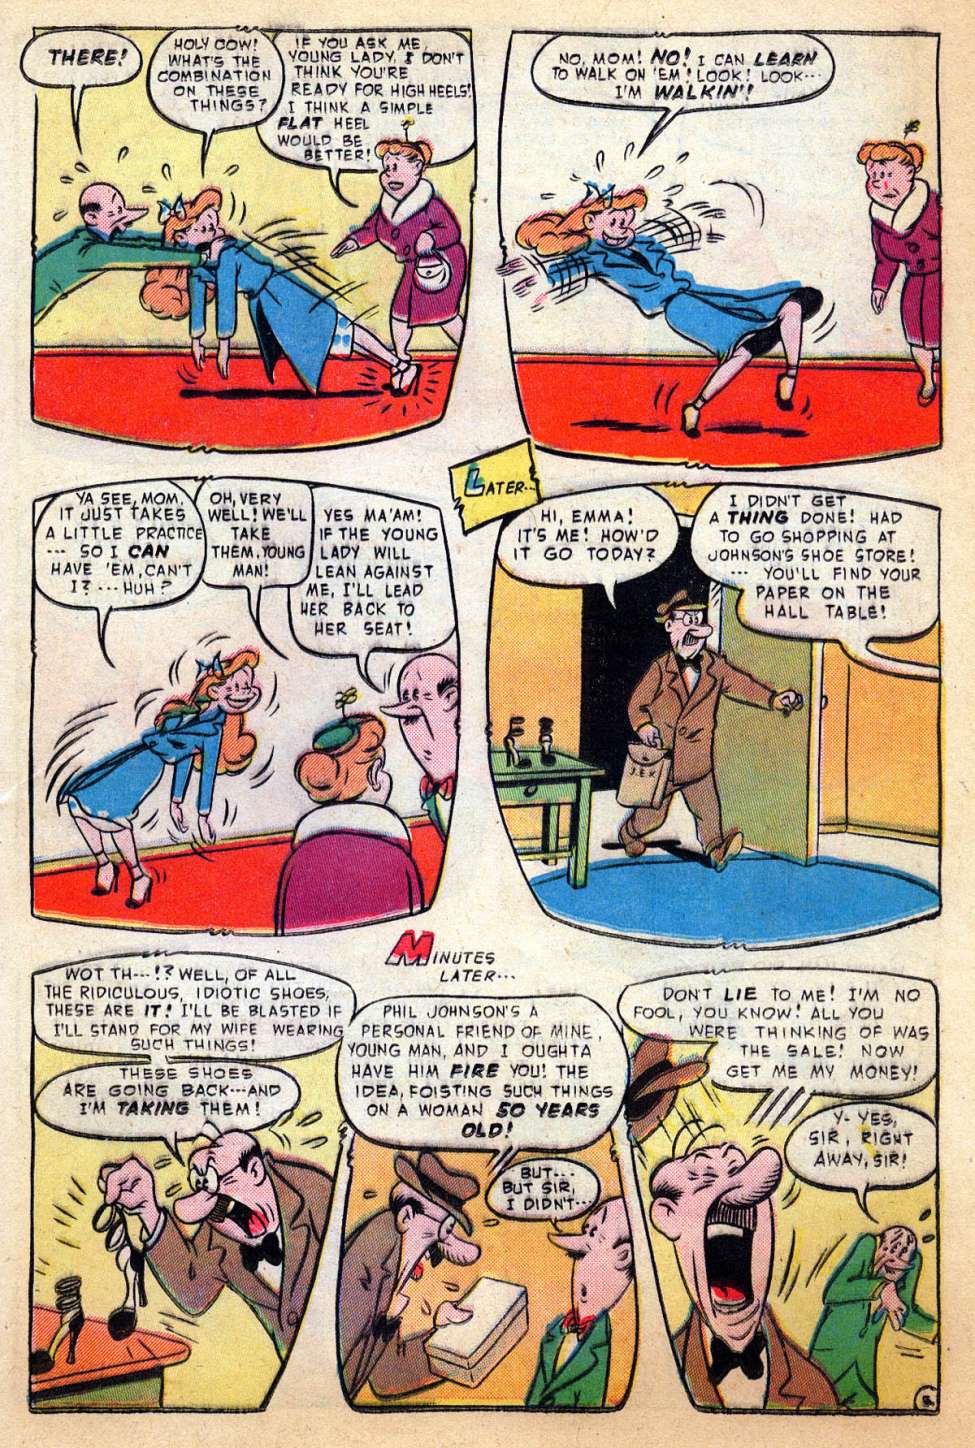 THERE!
HOLY COW!
WHAT'S THE
COMBINATION
ON THESE
THINGS?
IF YOU ASK ME,
YOUNG LADY, I DON'T
THINK YOU'RE
READY FOR HIGH HEELS!
I THINK A SIMPLE
FLAT HEEL
WOULD BE
BETTER!
NO, MOM! NO! I CAN LEARN
TO WALK ON 'EM! LOOK! LOOK...
I'M WALKIN'!
YA SEE, MOM,
IT JUST TAKES
A LITTLE PRACTICE
... SO I CAN
HAVE 'EM, CAN'T
I? ... HUH?
OH, VERY
WELL! WE'LL
TAKE
THEM, YOUNG
MAN!
YES MA'AM!
IF THE YOUNG
LADY WILL
LEAN AGAINST
ME, I'LL LEAD
HER BACK TO
HER SEAT!
LATER...
HI, EMMA!
IT'S ME! HOW'D
IT GO TODAY?
I DIDN'T GET
A THING DONE! HAD
TO GO SHOPPING AT
JOHNSON'S SHOE STORE!
... YOU'LL FIND YOUR
PAPER ON THE
HALL TABLE!
J.E.K.
WOT TH---!? WELL, OF ALL
THE RIDICULOUS, IDIOTIC SHOES,
THESE ARE IT! I'LL BE BLASTED IF
I'LL STAND FOR MY WIFE WEARING
SUCH THINGS!
THESE SHOES
ARE GOING BACK---AND
I'M TAKING THEM!
MINUTES
LATER...
PHIL JOHNSON'S A
PERSONAL FRIEND OF MINE,
YOUNG MAN, AND I OUGHTA
HAVE HIM FIRE YOU! THE
IDEA, FOISTING SUCH THINGS
ON A WOMAN 50 YEARS
OLD!
BUT...
BUT SIR,
I DIDN'T...
DON'T LIE TO ME! I'M NO
FOOL, YOU KNOW! ALL YOU
WERE THINKING OF WAS
THE SALE! NOW
GET ME MY MONEY!
Y-YES,
SIR, RIGHT
AWAY, SIR!